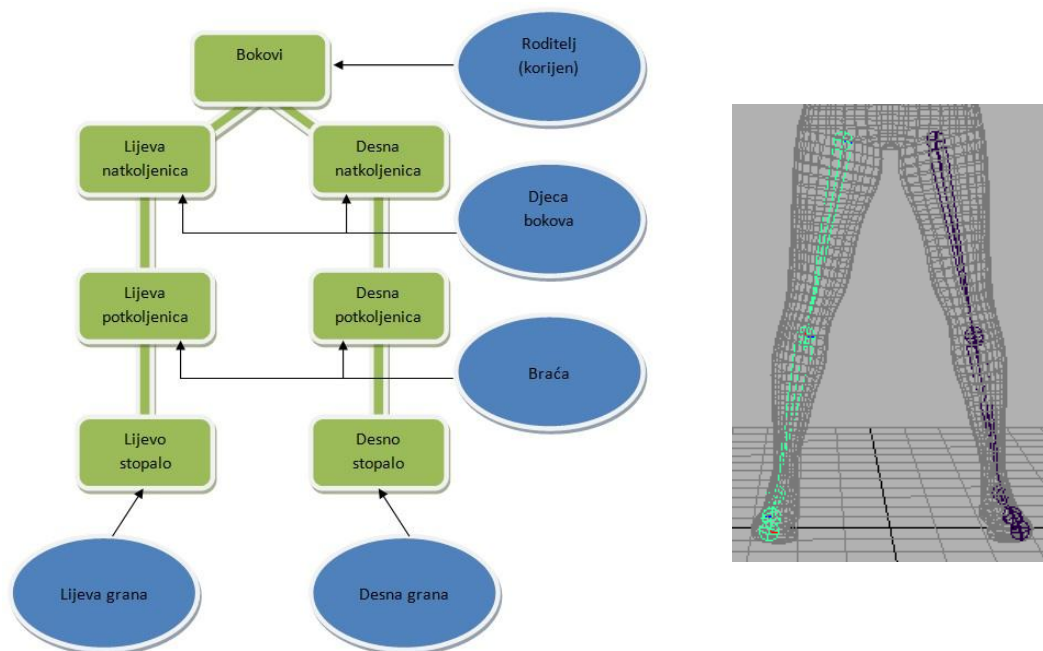 Bokovi
Roditelj
(korijen)
Lijeva
natkoljenica
Desna
natkoljenica
Djeca
bokova
Lijeva
potkoljenica
Desna
potkoljenica
Braća
Lijevo
stopalo
Desno
stopalo
Lijeva grana
Desna grana